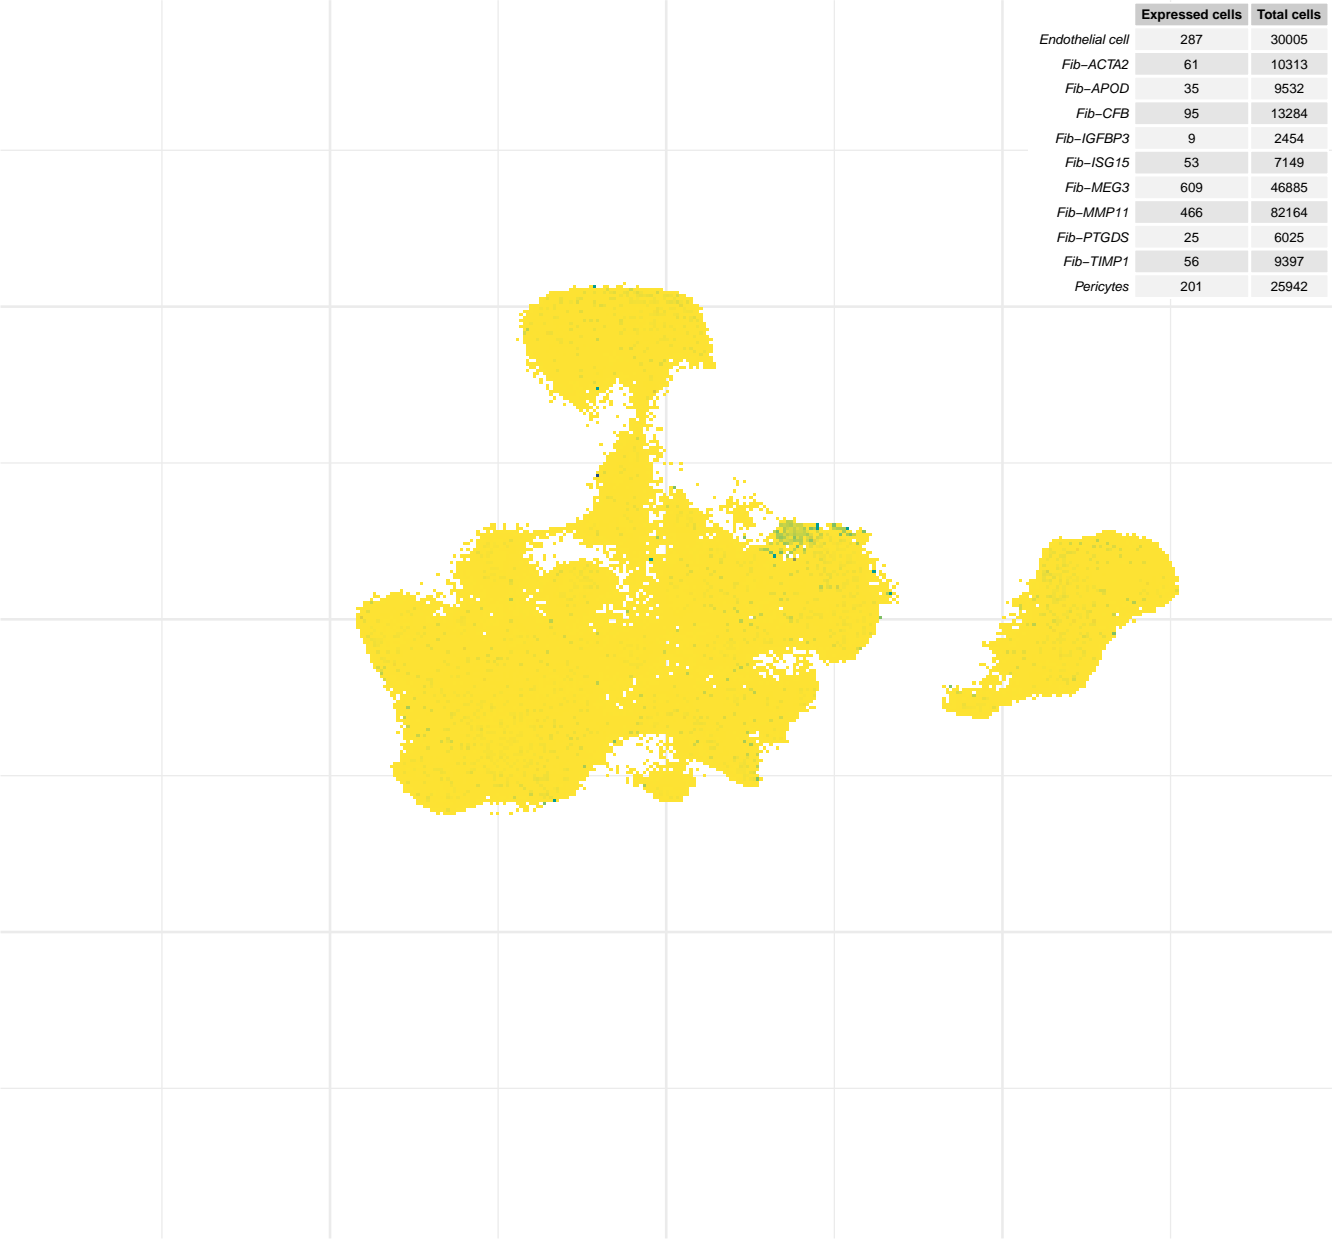 Expressed cells Total cells
Endothelial cell 287 30005
Fib−ACTA2 61 10313
Fib−APOD 35 9532
Fib−CFB 95 13284
Fib−IGFBP3 9 2454
Fib−ISG15 53 7149
Fib−MEG3 609 46885
Fib−MMP11 466 82164
Fib−PTGDS 25 6025
Fib−TIMP1 56 9397
Pericytes 201 25942